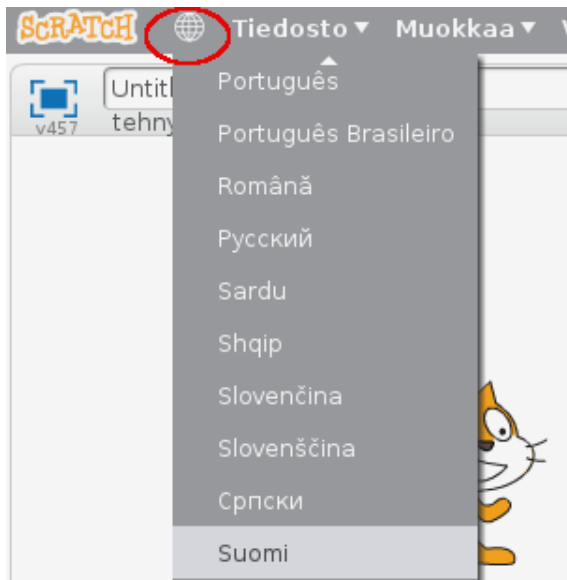 SCRATCH Tiedosto Muokkaa
Untitl
v457 tehny
Português
Português Brasileiro
Română
Русский
Sardu
Shqip
Slovenčina
Slovenščina
Српски
Suomi